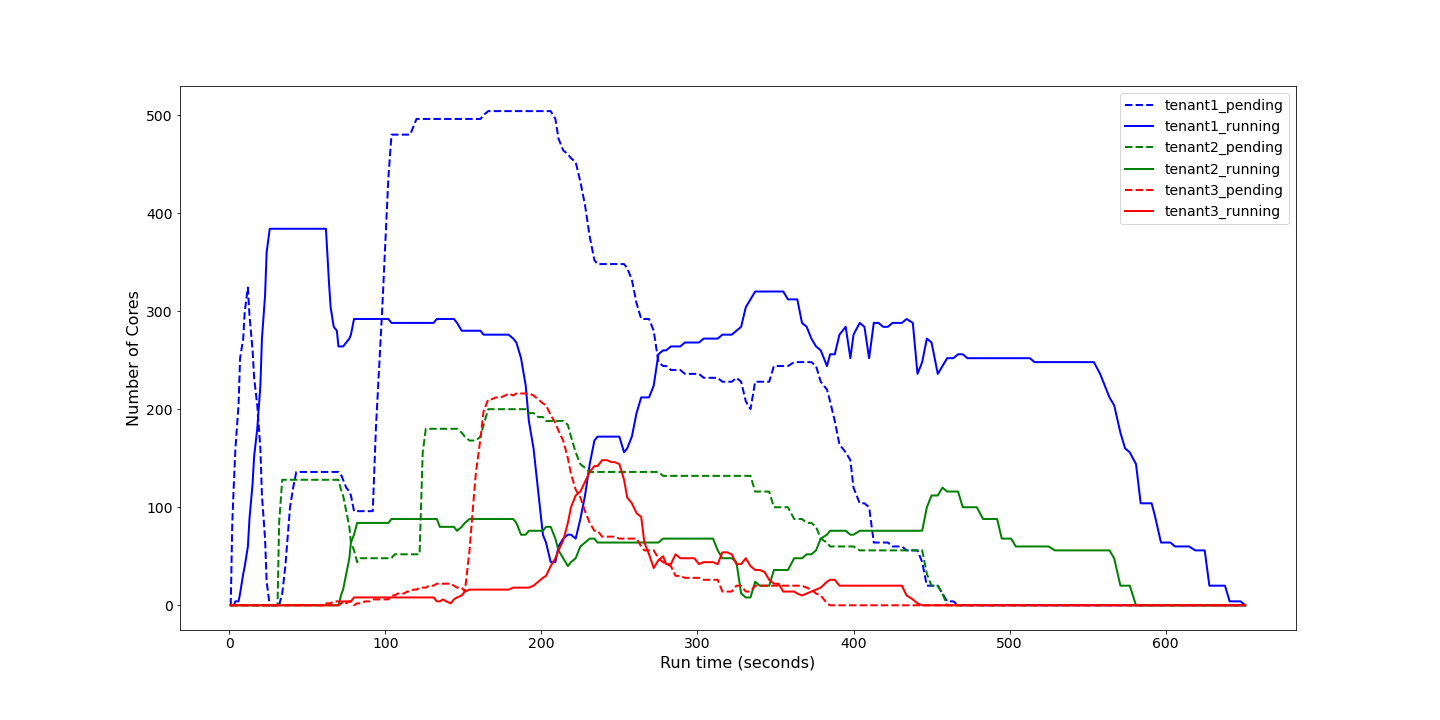 500
400
300
200
100
0
Number of Cores
0 100 200 300 400 500 600
Run time (seconds)
tenant1_pending
tenant1_running
tenant2_pending
tenant2_running
tenant3_pending
tenant3_running